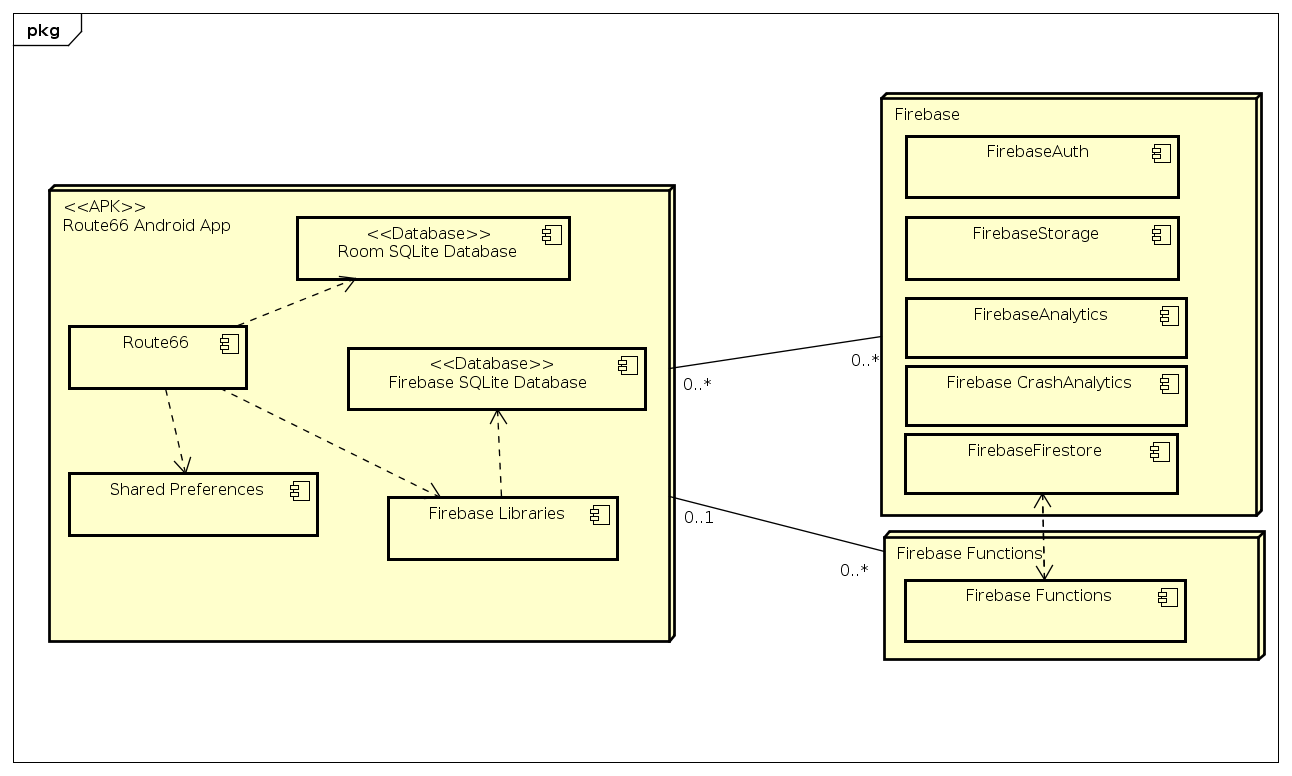 pkg
<<APK>>
Route66 Android App
<<Database>>
Room SQLite Database
Route66
<<Database>>
Firebase SQLite Database
Shared Preferences
Firebase Libraries
0..*
0..*
0..1
0..*
Firebase
FirebaseAuth
FirebaseStorage
FirebaseAnalytics
Firebase CrashAnalytics
FirebaseFirestore
Firebase Functions
Firebase Functions